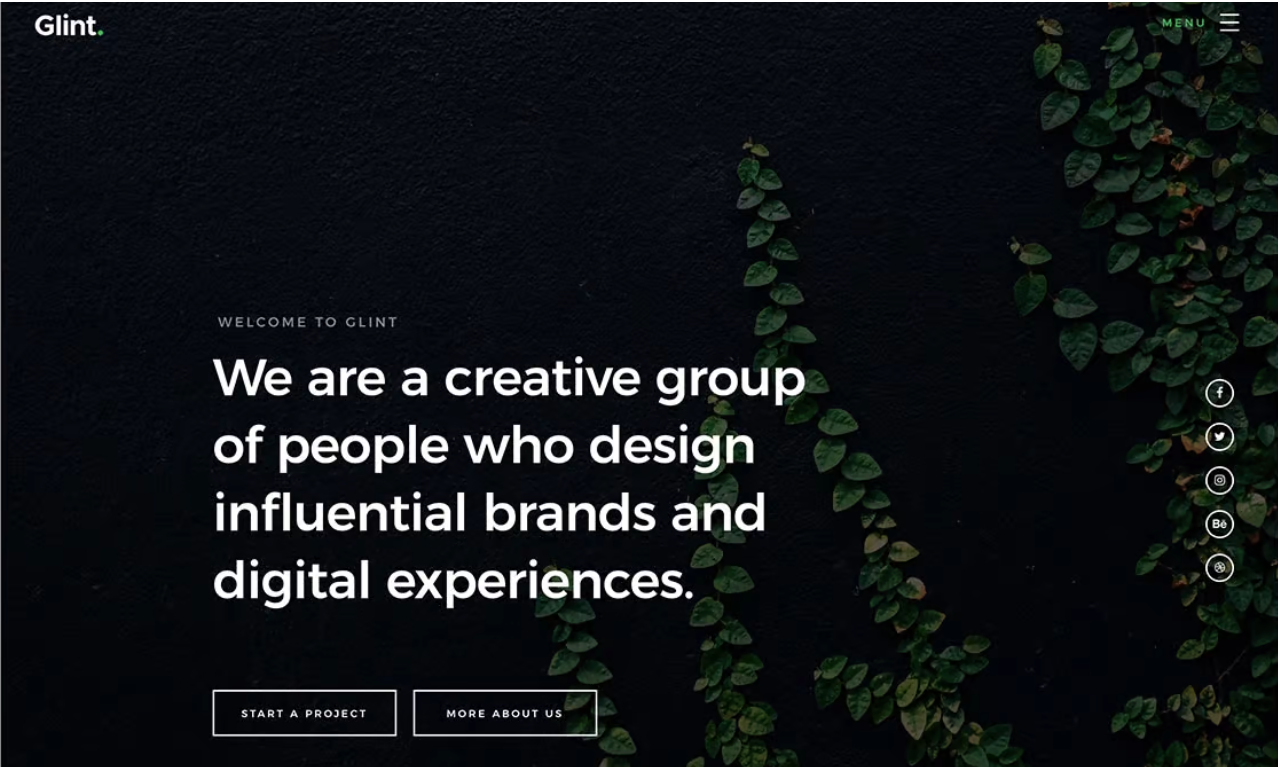 Glint.
MENU
WELCOME TO GLINT
We are a creative group
of people who design
influential brands and
digital experiences.
Bē
START A PROJECT
MORE ABOUT US